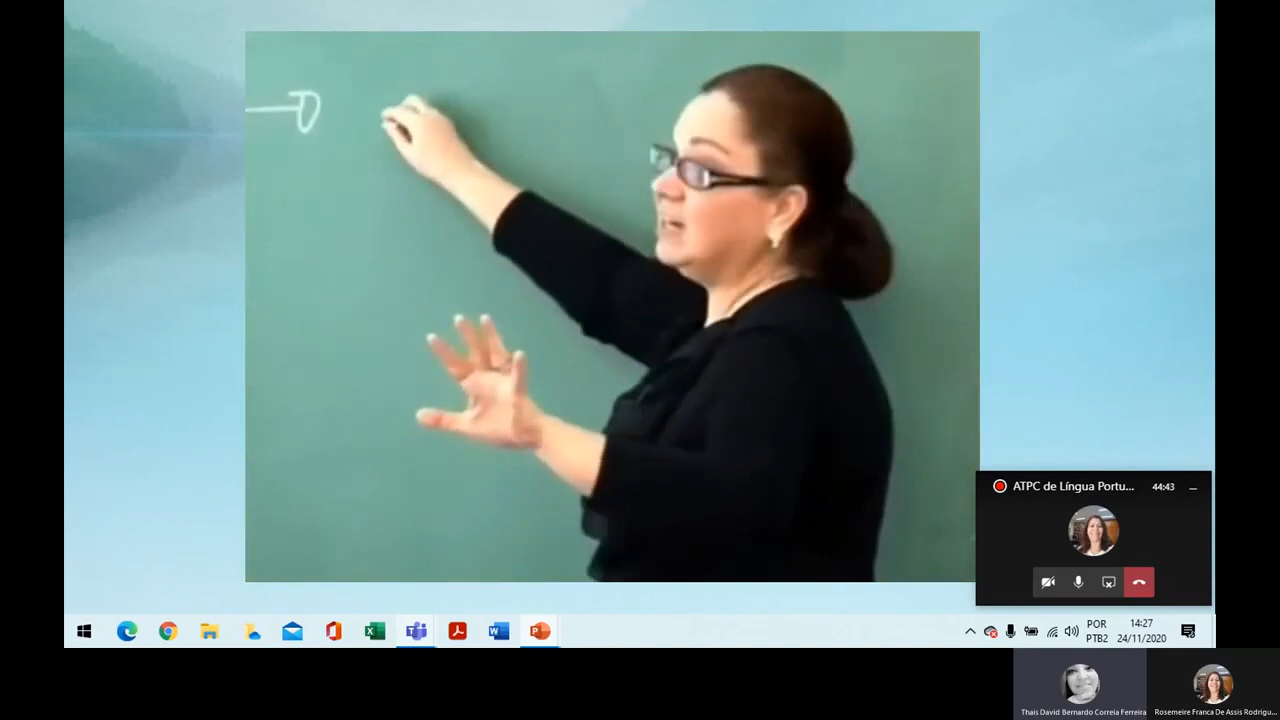 D
ATPC de Língua Portu... 44:43
POR 14:27
PTB2 24/11/2020
Thais David Bernardo Correia Ferreira
Rosemeire Franca De Assis Rodrigu...